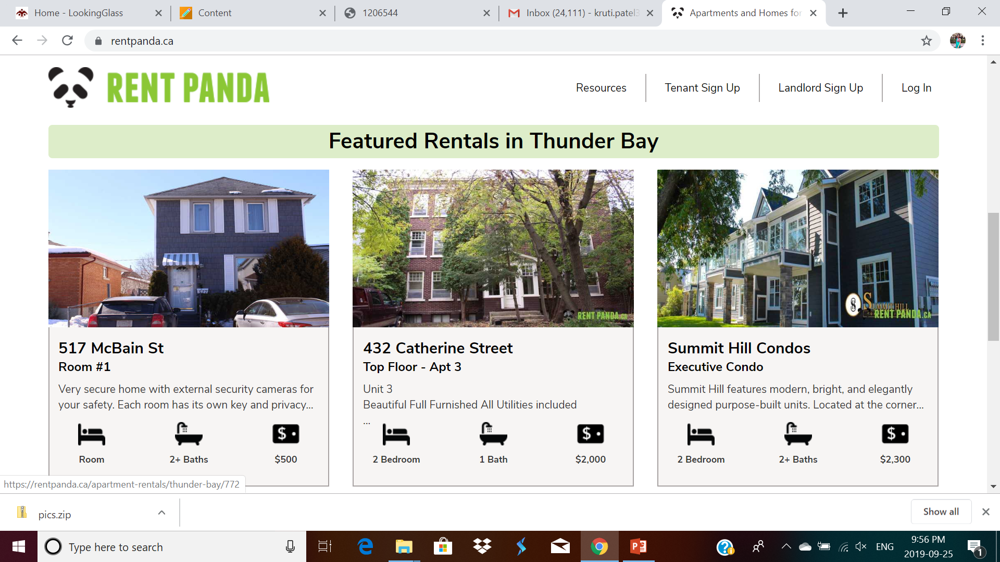 Home - LookingGlass
Content
1206544
Inbox (24,111) - kruti.patel3
Apartments and Homes for
rentpanda.ca
RENT PANDA
Resources
Tenant Sign Up
Landlord Sign Up
Log In
Featured Rentals in Thunder Bay
RENT PANDA.CA
SUMMIT HILL
RENT PANDA.CA
517 McBain St
Room #1
Very secure home with external security cameras for
your safety. Each room has its own key and privacy...
Room
2+ Baths
$500
432 Catherine Street
Top Floor - Apt 3
Unit 3
Beautiful Full Furnished All Utilities included
...
2 Bedroom
1 Bath
$2,000
Summit Hill Condos
Executive Condo
Summit Hill features modern, bright, and elegantly
designed purpose-built units. Located at the corner...
2 Bedroom
2+ Baths
$2,300
https://rentpanda.ca/apartment-rentals/thunder-bay/772
pics.zip
Show all
Type here to search
ENG
9:56 PM
2019-09-25
1